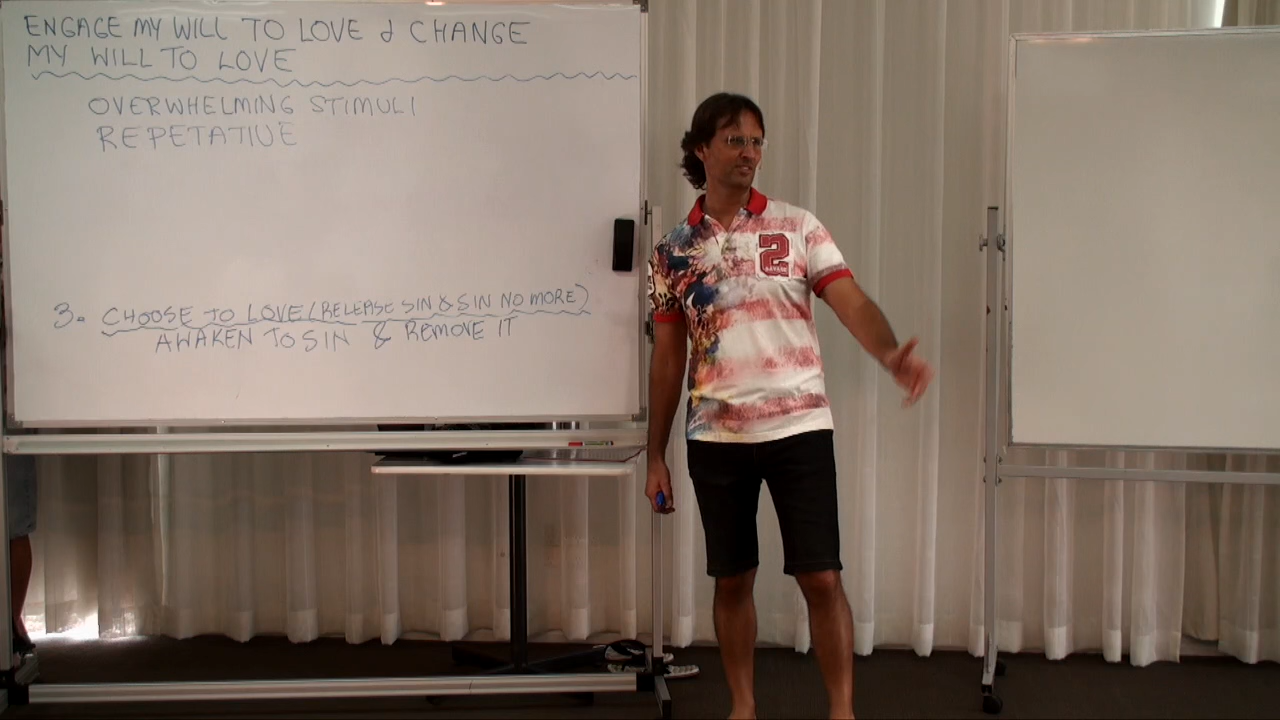 ENGAGE MY WILL TO LOVE & CHANGE
MY WILL TO LOVE
OVERWHELMING STIMULI
REPETATIVE
3. CHOOSE TO LOVE (RELEASE SIN & SIN NO MORE)
AWAKEN TO SIN & REMOVE IT
2